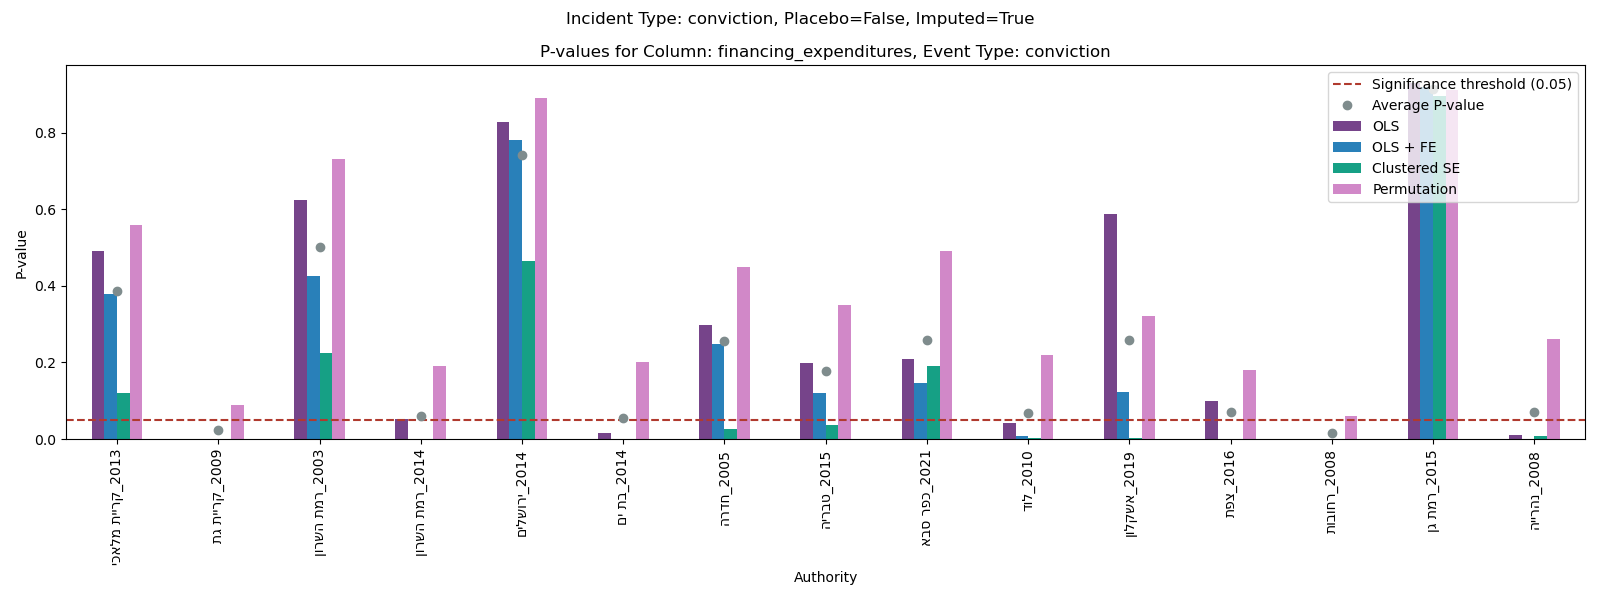 Incident Type: conviction, Placebo=False, Imputed=True
P-values for Column: financing_expenditures, Event Type: conviction
Significance threshold (0.05)
Average P-value
OLS
OLS + FE
Clustered SE
Permutation
P-value
0.8
0.6
0.4
0.2
0.0
קריית מלאכי_2013
קריית גת_2009
רמת השרון_2003
רמת השרון_2014
ירושלים_2014
בת ים_2014
חדרה_2005
טבריה_2015
כפר סבא_2021
לוד_2010
אשקלון_2019
צפת_2016
רחובות_2008
רמת גן_2015
נהרייה_2008
Authority